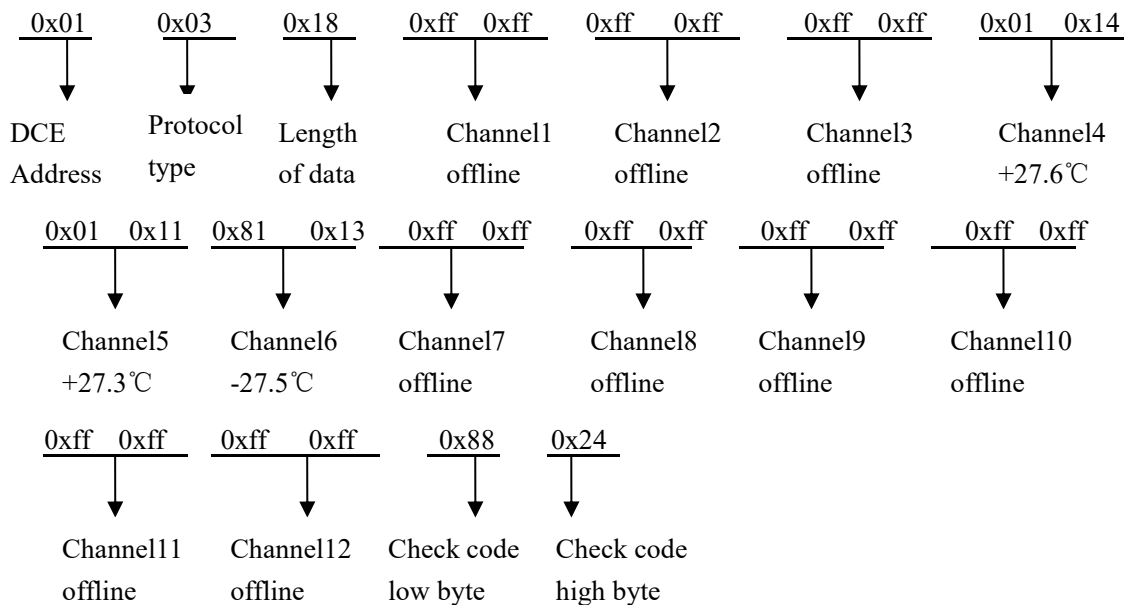 0x01 0x03 0x18 0xff 0xff 0xff 0xff 0xff 0xff 0x01 0x14
DCE Protocol Length Channel1 Channel2 Channel3 Channel4
Address type of data offline offline offline +27.6℃
0x01 0x11 0x81 0x13 0xff 0xff 0xff 0xff 0xff 0xff 0xff 0xff
Channel5 Channel6 Channel7 Channel8 Channel9 Channel10
+27.3℃ -27.5℃ offline offline offline offline
0xff 0xff 0xff 0xff 0x88 0x24
Channel11 Channel12 Check code Check code
offline offline low byte high byte